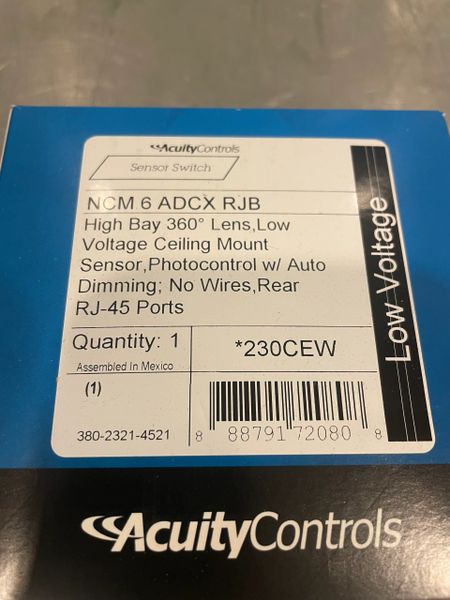 AcuityControls
Sensor Switch
NCM 6 ADCX RJB
High Bay 360° Lens,Low
Voltage Ceiling Mount
Sensor,Photocontrol w/ Auto
Dimming; No Wires,Rear
RJ-45 Ports
Low Voltage
Quantity: 1
*230CEW
Assembled In Mexico
(1)
380-2321-4521
8 88791 72080 8
AcuityControls